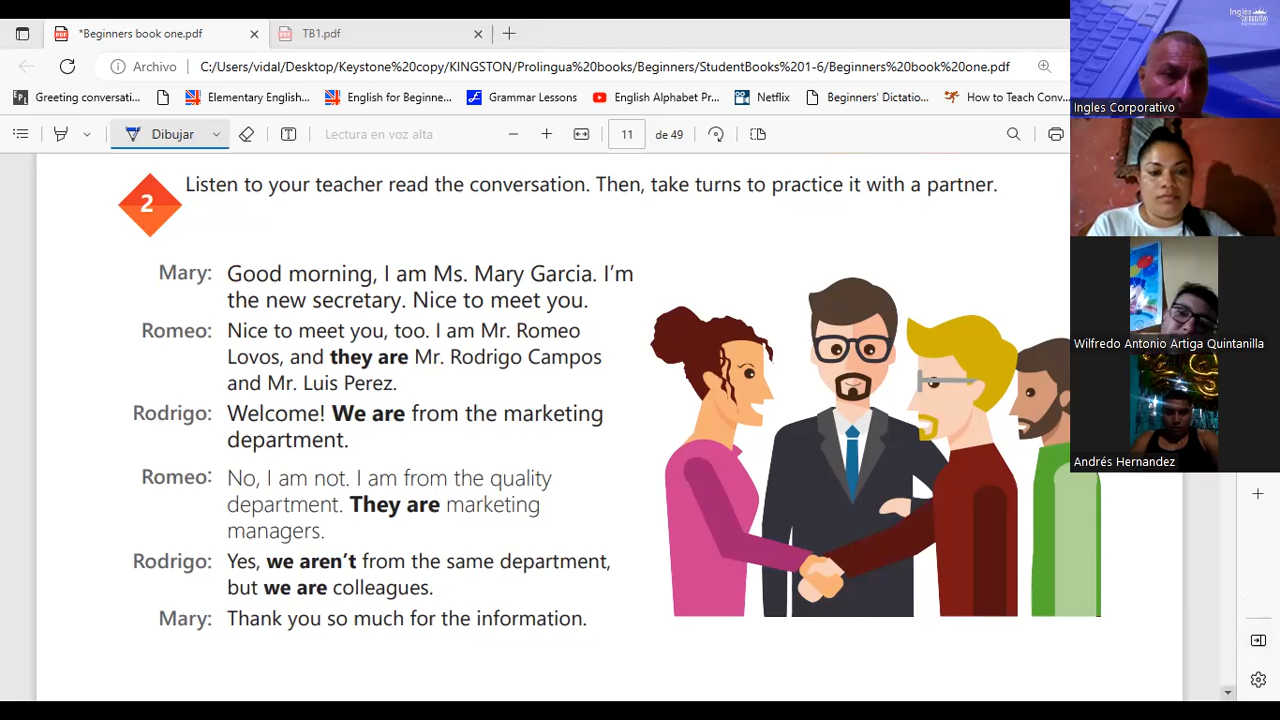 *Beginners book one.pdf
TB1.pdf
Archivo
C:/Users/vidal/Desktop/Keystone%20copy/KINGSTON/Prolingua%20books/Beginners/StudentBooks%201-6/Beginners%20book%20one.pdf
Greeting conversati...
Elementary English...
English for Beginne...
Grammar Lessons
English Alphabet Pr...
Netflix
Beginners' Dictatio...
How to Teach Conv...
Dibujar
Lectura en voz alta
11
de 49
2
Listen to your teacher read the conversation. Then, take turns to practice it with a partner.
Mary: Good morning, I am Ms. Mary Garcia. I'm
the new secretary. Nice to meet you.
Romeo: Nice to meet you, too. I am Mr. Romeo
Lovos, and they are Mr. Rodrigo Campos
and Mr. Luis Perez.
Rodrigo: Welcome! We are from the marketing
department.
Romeo: No, I am not. I am from the quality
department. They are marketing
managers.
Rodrigo: Yes, we aren't from the same department,
but we are colleagues.
Mary: Thank you so much for the information.
Ingles Corporativo
Wilfredo Antonio Artiga Quintanilla
Andrés Hernandez